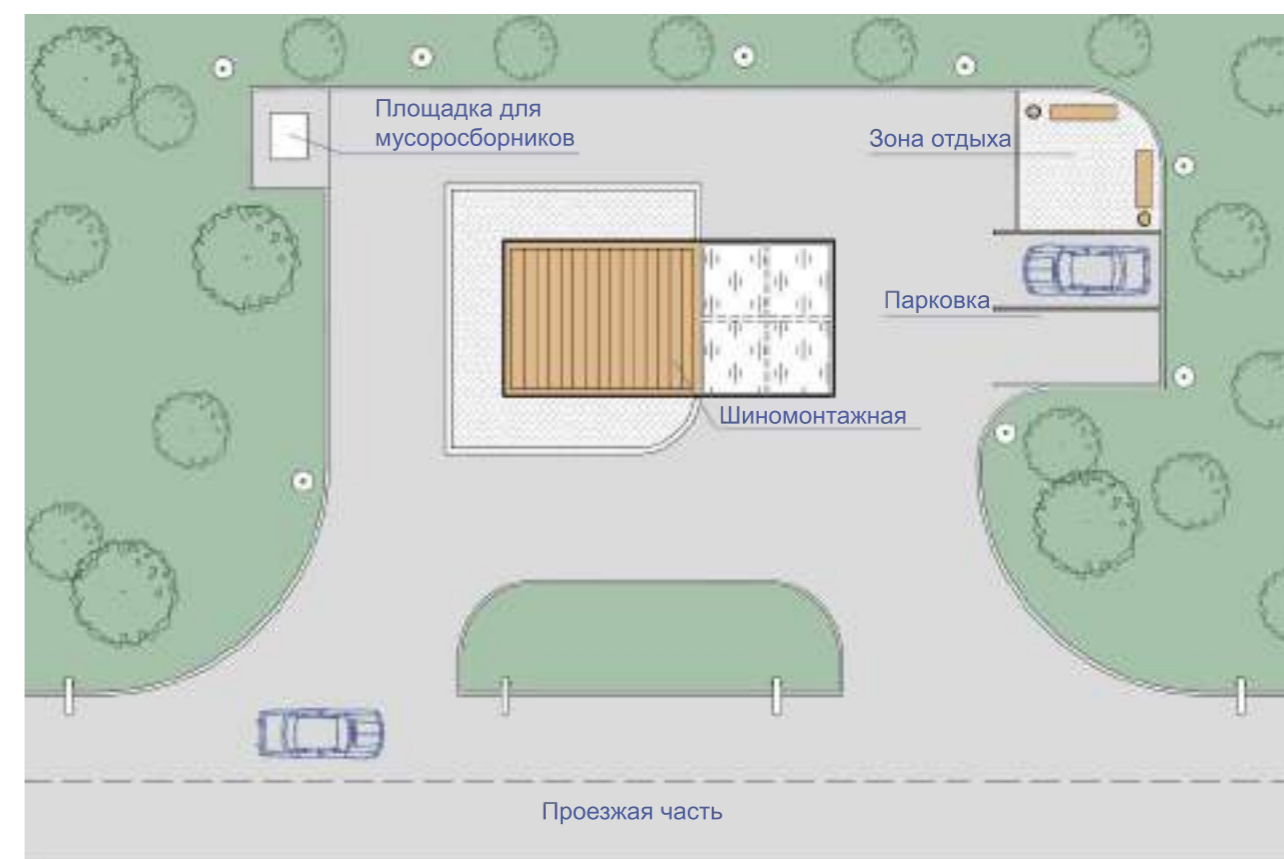 Площадка для
мусоросборников
Зона отдыха
Парковка
Шиномонтажная
Проезжая часть